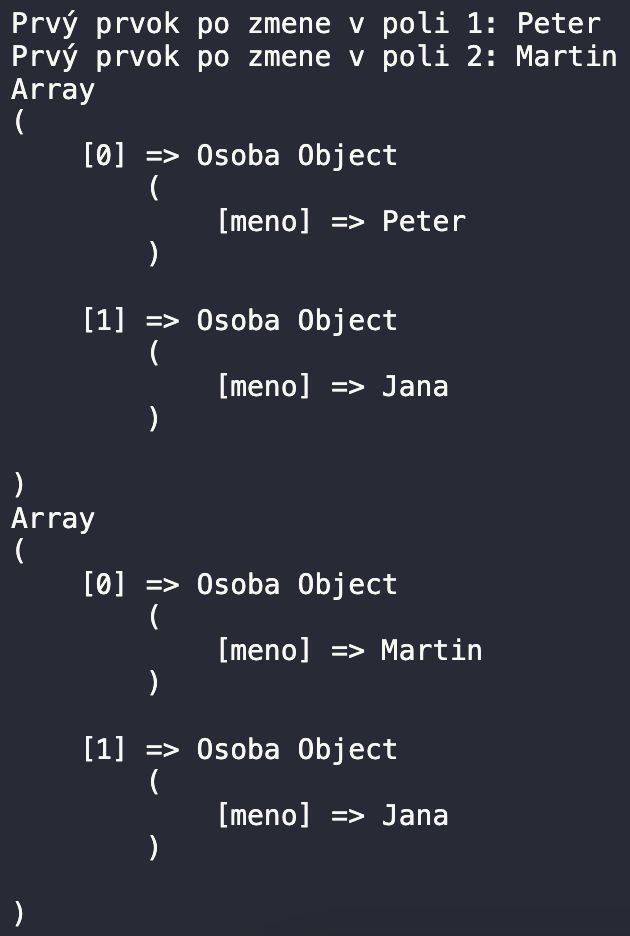 Prvý prvok po zmene v poli 1: Peter
Prvý prvok po zmene v poli 2: Martin
Array
(
    [0] => Osoba Object
        (
            [meno] => Peter
        )

    [1] => Osoba Object
        (
            [meno] => Jana
        )

)
Array
(
    [0] => Osoba Object
        (
            [meno] => Martin
        )

    [1] => Osoba Object
        (
            [meno] => Jana
        )

)